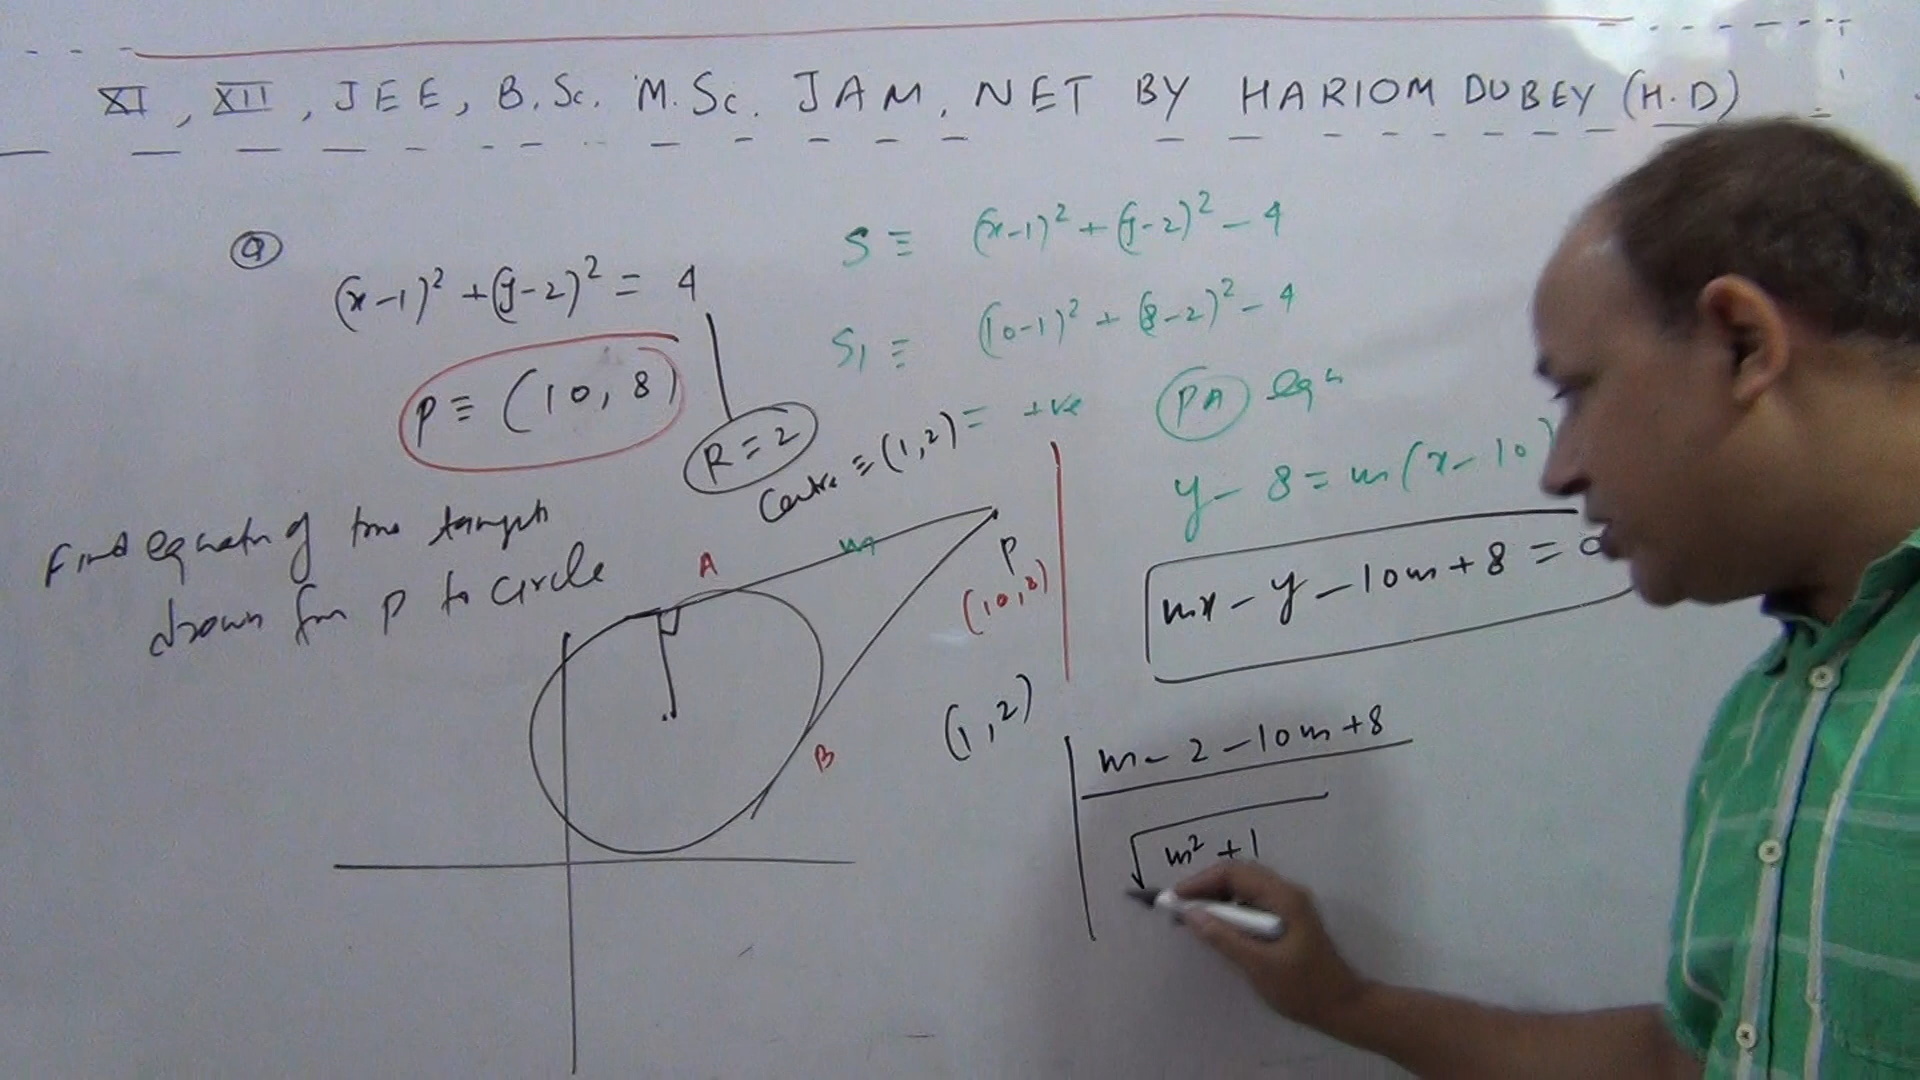 XI, XII, JEE, B.Sc. M.Sc. JAM, NET BY HARIOM DUBEY (H.D)
Q
(x-1)² + (y-2)² = 4
P ≡ (10, 8)
R = 2
Centre ≡ (1, 2)
Find equation of two tangents
drawn from P to circle
S ≡ (x-1)² + (y-2)² - 4
S₁ ≡ (10-1)² + (8-2)² - 4
= +ve
PA eqn
y - 8 = m(x - 10)
mx - y - 10m + 8 = 0
A
m
P
(10, 8)
B
(1, 2)
m - 2 - 10m + 8
√m² + 1